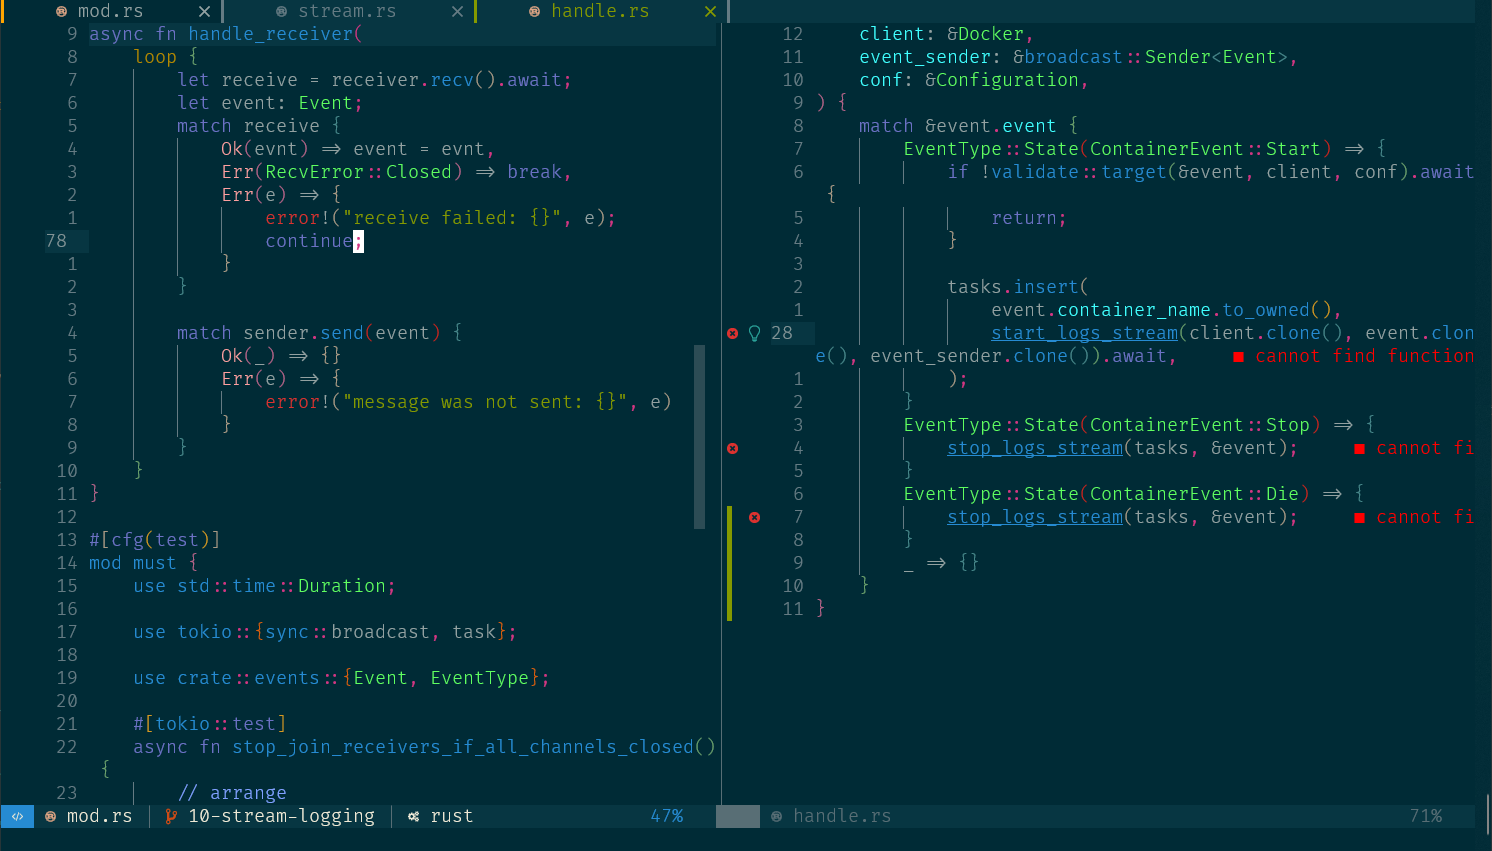 mod.rs ✕ stream.rs ✕ handle.rs ✕
9 async fn handle_receiver(
8 loop {
7 let receive = receiver.recv().await;
6 let event: Event;
5 match receive {
4 Ok(evnt) => event = evnt,
3 Err(RecvError::Closed) => break,
2 Err(e) => {
1 error!("receive failed: {}", e);
78 continue;
1 }
2 }
3
4 match sender.send(event) {
5 Ok(_) => {}
6 Err(e) => {
7 error!("message was not sent: {}", e)
8 }
9 }
10 }
11 }
12
13 #[cfg(test)]
14 mod must {
15 use std::time::Duration;
16
17 use tokio::{sync::broadcast, task};
18
19 use crate::events::{Event, EventType};
20
21 #[tokio::test]
22 async fn stop_join_receivers_if_all_channels_closed()
{
23 // arrange
12 client: &Docker,
11 event_sender: &broadcast::Sender<Event>,
10 conf: &Configuration,
9 ) {
8 match &event.event {
7 EventType::State(ContainerEvent::Start) => {
6 if !validate::target(&event, client, conf).await
{
5 return;
4 }
3
2 tasks.insert(
1 event.container_name.to_owned(),
28 start_logs_stream(client.clone(), event.clon
e(), event_sender.clone()).await, ■ cannot find function
1 );
2 }
3 EventType::State(ContainerEvent::Stop) => {
4 stop_logs_stream(tasks, &event); ■ cannot fi
5 }
6 EventType::State(ContainerEvent::Die) => {
7 stop_logs_stream(tasks, &event); ■ cannot fi
8 }
9 _ => {}
10 }
11 }
mod.rs 10-stream-logging rust 47% handle.rs 71%